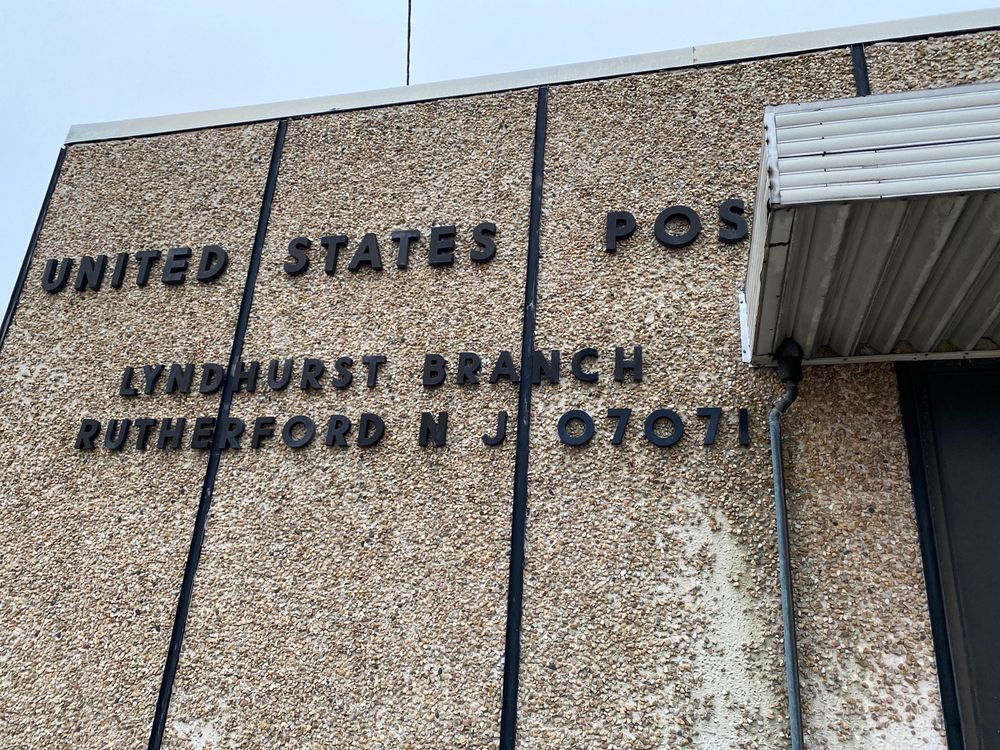 UNITED STATES POS
LYNDHURST BRANCH
RUTHERFORD N J 07071